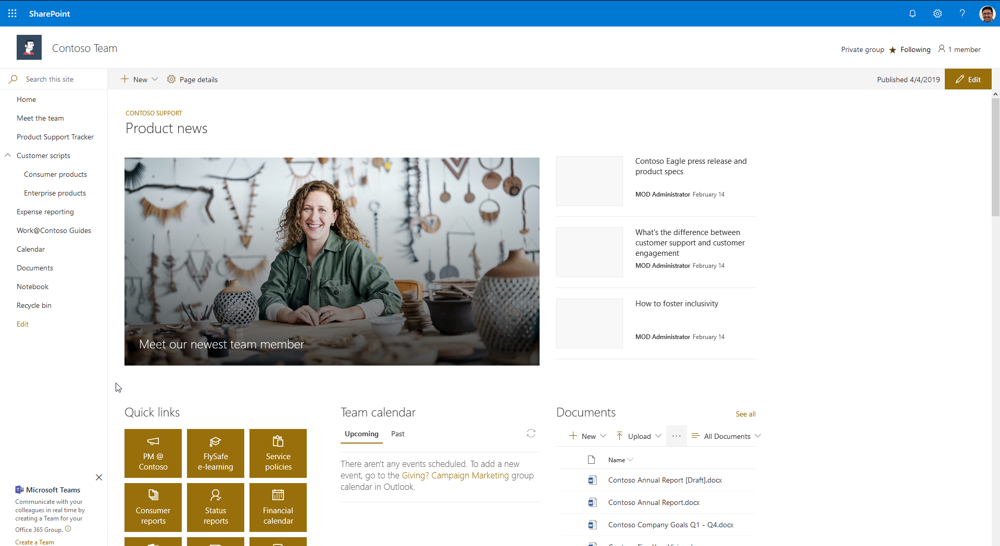 SharePoint
Contoso Team
Private group
Following
1 member
Search this site
New
Page details
Published 4/4/2019
Edit
Home
Meet the team
Product Support Tracker
Customer scripts
Consumer products
Enterprise products
Expense reporting
Work@Contoso Guides
Calendar
Documents
Notebook
Recycle bin
Edit
Microsoft Teams
Communicate with your
colleagues in real time by
creating a Team for your
Office 365 Group.
Create a Team
CONTOSO SUPPORT
Product news
Meet our newest team member
Contoso Eagle press release and
product specs
MOD Administrator February 14
What's the difference between
customer support and customer
engagement
MOD Administrator February 14
How to foster inclusivity
MOD Administrator February 14
Quick links
PM @
Contoso
FlySafe
e-learning
Service
policies
Consumer
reports
Status
reports
Financial
calendar
Team calendar
Upcoming
Past
There aren't any events scheduled. To add a new
event, go to the Giving? Campaign Marketing group
calendar in Outlook.
Documents
See all
New
Upload
All Documents
Name
Contoso Annual Report [Draft].docx
Contoso Annual Report.docx
Contoso Company Goals Q1 - Q4.docx